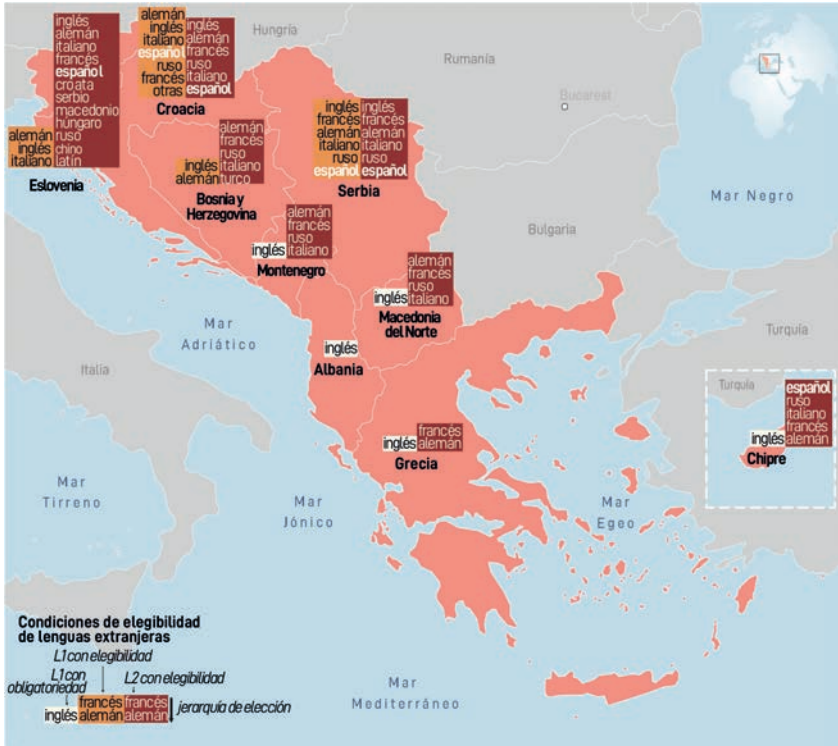 inglés
alemán
italiano
francés
español
croata
serbio
macedonio
húngaro
ruso
chino
latín
alemán
inglés
italiano
Eslovenia
alemán
inglés
italiano
español
ruso
francés
otras
inglés
alemán
francés
ruso
italiano
español
Croacia
Hungría
Rumanía
Bucarest
inglés
francés
alemán
italiano
ruso
español
inglés
francés
alemán
italiano
ruso
español
Serbia
inglés
alemán
alemán
francés
ruso
italiano
turco
Bosnia y
Herzegovina
Mar Negro
Bulgaria
inglés
alemán
francés
ruso
italiano
Montenegro
inglés
alemán
francés
ruso
italiano
Macedonia
del Norte
Mar
Adriático
Italia
inglés
Albania
Turquía
Turquía
inglés
español
ruso
italiano
francés
alemán
Chipre
inglés
francés
alemán
Grecia
Mar
Tirreno
Mar
Jónico
Mar
Egeo
Condiciones de elegibilidad
de lenguas extranjeras
L1 con elegibilidad
L1 con
obligatoriedad
L2 con elegibilidad
inglés
francés
alemán
francés
alemán
jerarquía de elección
Mar
Mediterráneo